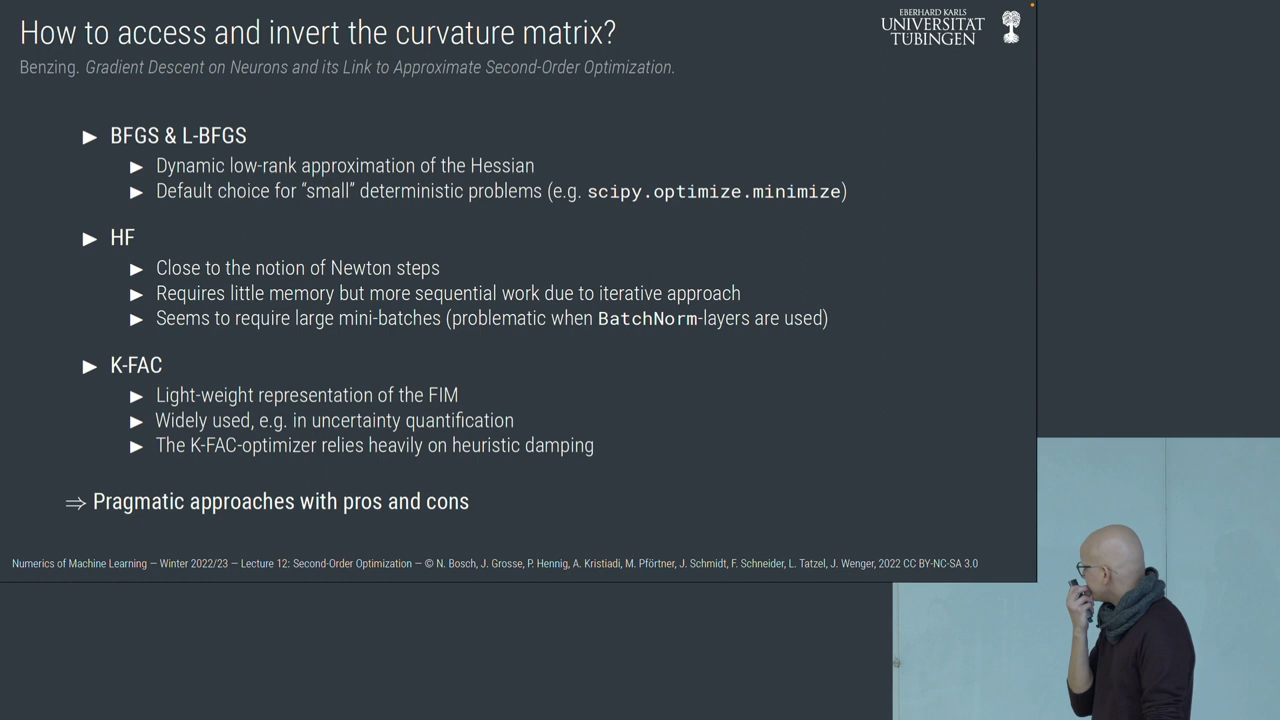 How to access and invert the curvature matrix?
Benzing. Gradient Descent on Neurons and its Link to Approximate Second-Order Optimization.
EBERHARD KARLS
UNIVERSITÄT
TÜBINGEN
▶ BFGS & L-BFGS
▶ Dynamic low-rank approximation of the Hessian
▶ Default choice for “small” deterministic problems (e.g. scipy.optimize.minimize)
▶ HF
▶ Close to the notion of Newton steps
▶ Requires little memory but more sequential work due to iterative approach
▶ Seems to require large mini-batches (problematic when BatchNorm-layers are used)
▶ K-FAC
▶ Light-weight representation of the FIM
▶ Widely used, e.g. in uncertainty quantification
▶ The K-FAC-optimizer relies heavily on heuristic damping
⇒ Pragmatic approaches with pros and cons
Numerics of Machine Learning — Winter 2022/23 — Lecture 12: Second-Order Optimization — © N. Bosch, J. Grosse, P. Hennig, A. Kristiadi, M. Pförtner, J. Schmidt, F. Schneider, L. Tatzel, J. Wenger, 2022 CC BY-NC-SA 3.0